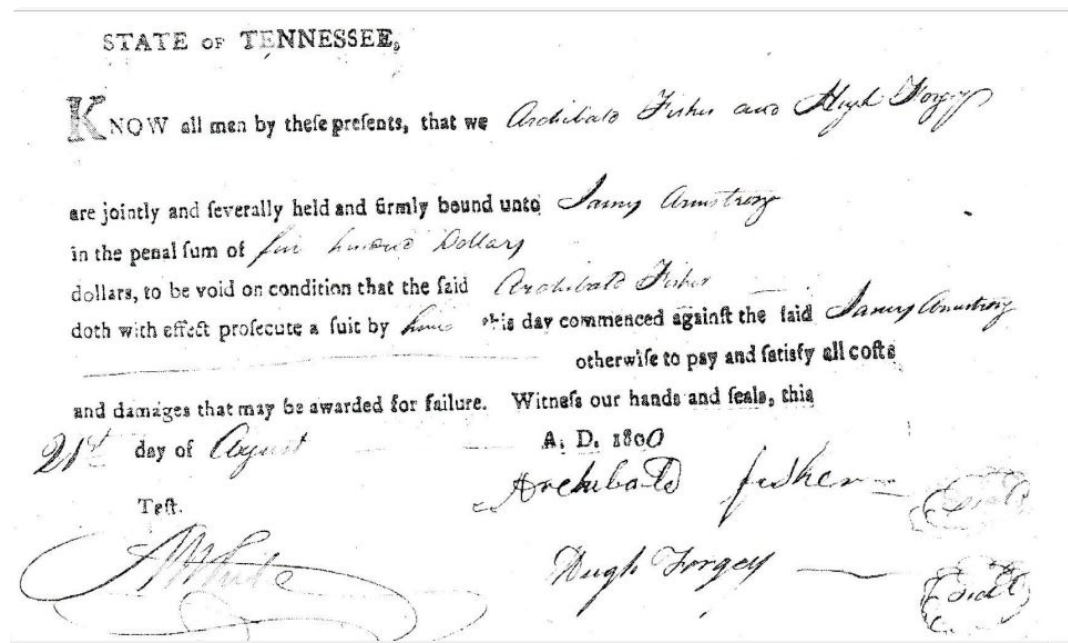 STATE OF TENNESSEE,
KNOW all men by theſe preſents, that we Archibald Fisher and Hugh Forgey
are jointly and ſeverally held and firmly bound unto James Armstrong
in the penal ſum of five hundred Dollars
dollars, to be void on condition that the ſaid Archibald Fisher
doth with effect proſecute a ſuit by him this day commenced againſt the ſaid James Armstrong
otherwiſe to pay and ſatisfy all coſts
and damages that may be awarded for failure. Witneſs our hands and ſeals, this
21st day of August A. D. 1800
Archibald fisher Seal
Teſt.
Hugh Forgey Seal